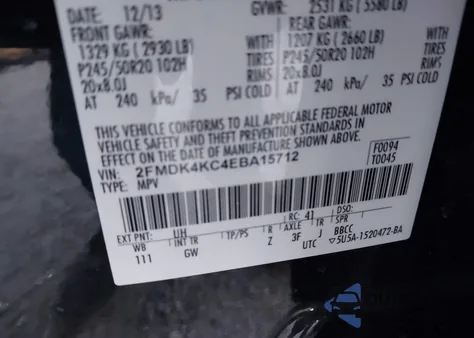 DATE: 12/13 GVWR: 2531 KG ( 5580 LB)
FRONT GAWR: REAR GAWR:
1329 KG ( 2930 LB) WITH 1207 KG ( 2660 LB) WITH
P245/50R20 102H TIRES P245/50R20 102H TIRES
20x8.0J RIMS 20x8.0J RIMS
AT 240 kPa/ 35 PSI COLD AT 240 kPa/ 35 PSI COLD
THIS VEHICLE CONFORMS TO ALL APPLICABLE FEDERAL MOTOR
VEHICLE SAFETY AND BUMPER STANDARDS IN
EFFECT ON THE DATE OF MANUFACTURE SHOWN ABOVE.
VIN: 2FMDK4KC4EBA15712 F0094
TYPE: MPV T0045
EXT PNT: UH RC: 41 DSO:
WB INT TR TP/PS R AXLE TR SPR
111 GW Z 3F J BBCC
UTC ▽5U5A-1520472-BA